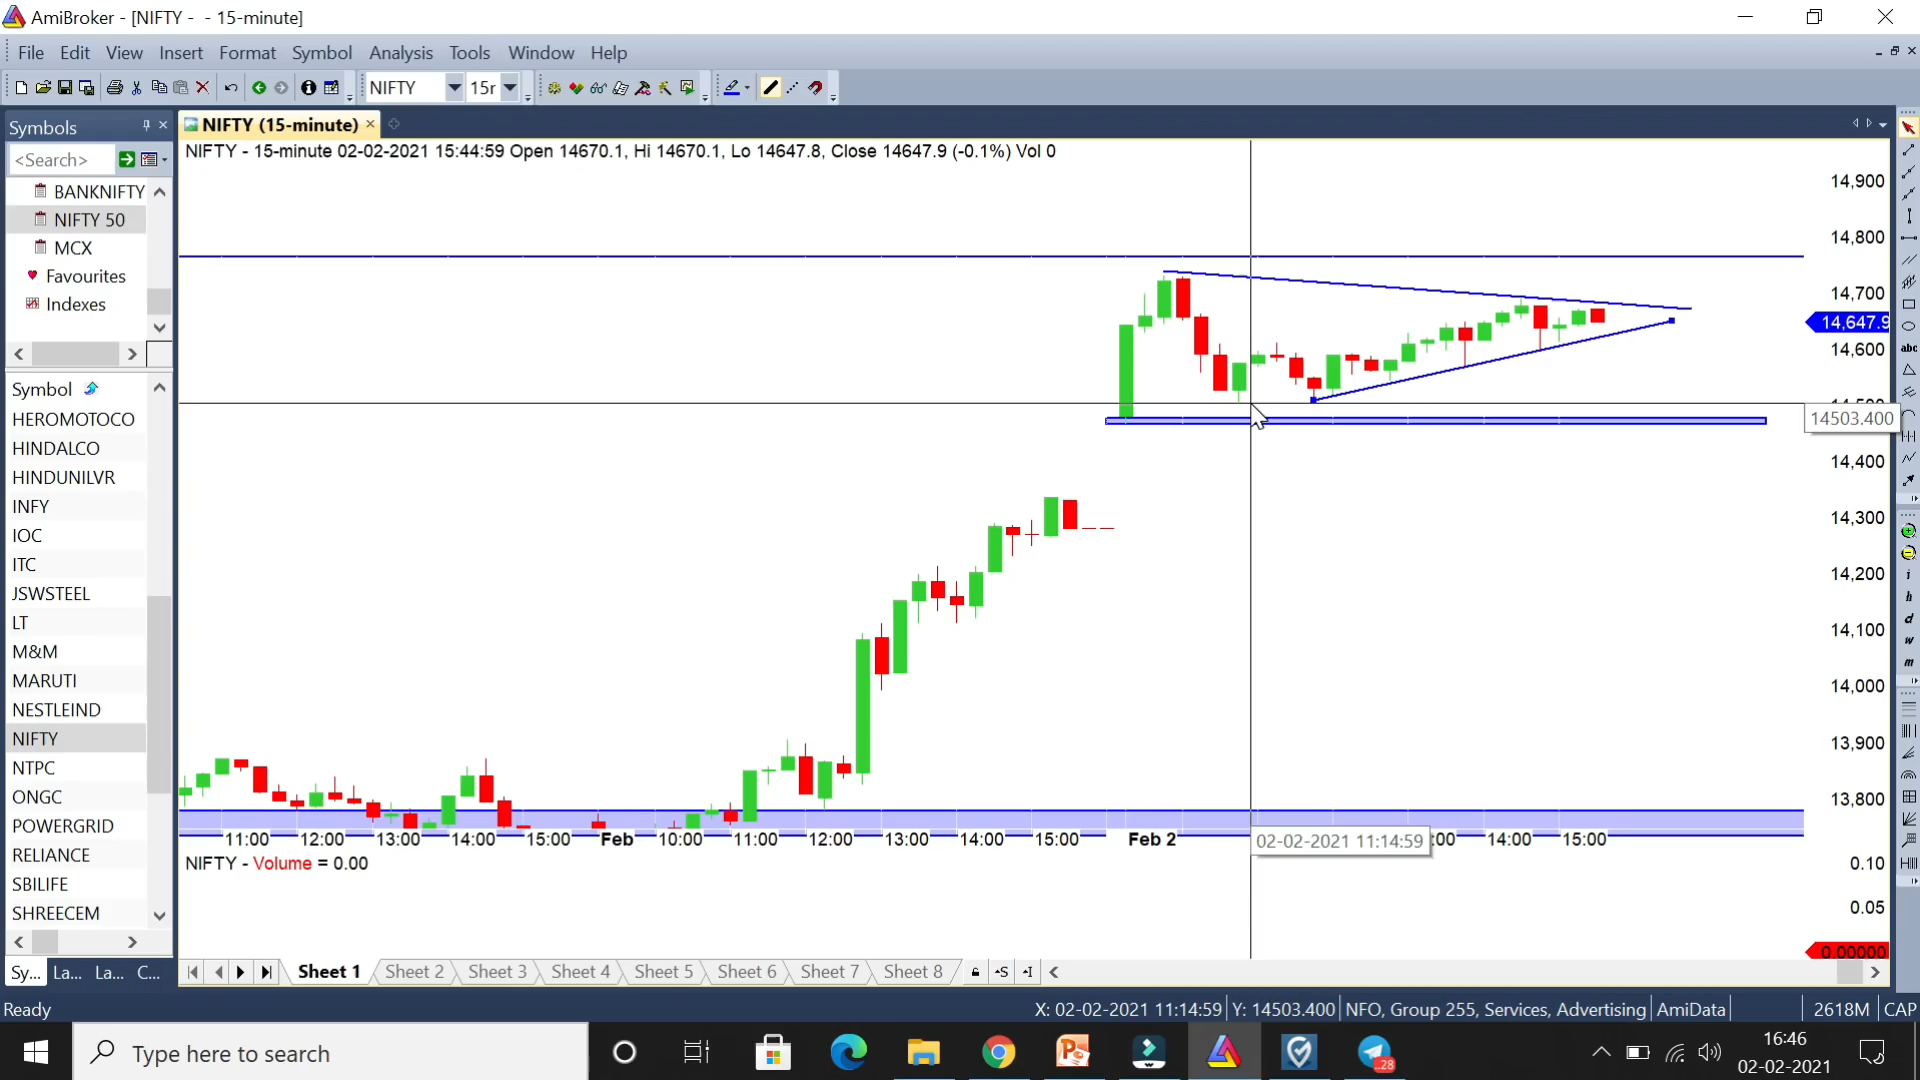 AmiBroker - [NIFTY -  - 15-minute]
File Edit View Insert Format Symbol Analysis Tools Window Help
NIFTY 15r
Symbols
NIFTY (15-minute)
NIFTY - 15-minute 02-02-2021 15:44:59 Open 14670.1, Hi 14670.1, Lo 14647.8, Close 14647.9 (-0.1%) Vol 0
<Search>
BANKNIFTY
NIFTY 50
MCX
Favourites
Indexes
Symbol
HEROMOTOCO
HINDALCO
HINDUNILVR
INFY
IOC
ITC
JSWSTEEL
LT
M&M
MARUTI
NESTLEIND
NIFTY
NTPC
ONGC
POWERGRID
RELIANCE
SBILIFE
SHREECEM
14,900
14,800
14,700
14,647.9
14,600
14503.400
14,400
14,300
14,200
14,100
14,000
13,900
13,800
abc
i
h
d
w
m
11:00 12:00 13:00 14:00 15:00 Feb 10:00 11:00 12:00 13:00 14:00 15:00 Feb 2 02-02-2021 11:14:59 :00 14:00 15:00
NIFTY - Volume = 0.00
0.10
0.05
0.00000
Sy... La... La... C...
Sheet 1 Sheet 2 Sheet 3 Sheet 4 Sheet 5 Sheet 6 Sheet 7 Sheet 8
Ready
X: 02-02-2021 11:14:59 Y: 14503.400 NFO, Group 255, Services, Advertising AmiData 2618M CAP
Type here to search
28
16:46
02-02-2021